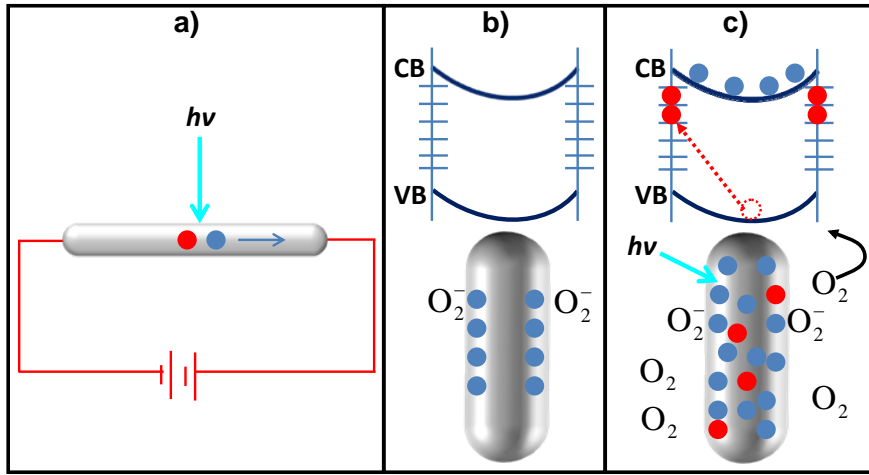 a)
hν
b)
CB
VB
O₂⁻ O₂⁻
c)
CB
VB
hν
O₂
O₂⁻ O₂⁻
O₂
O₂
O₂